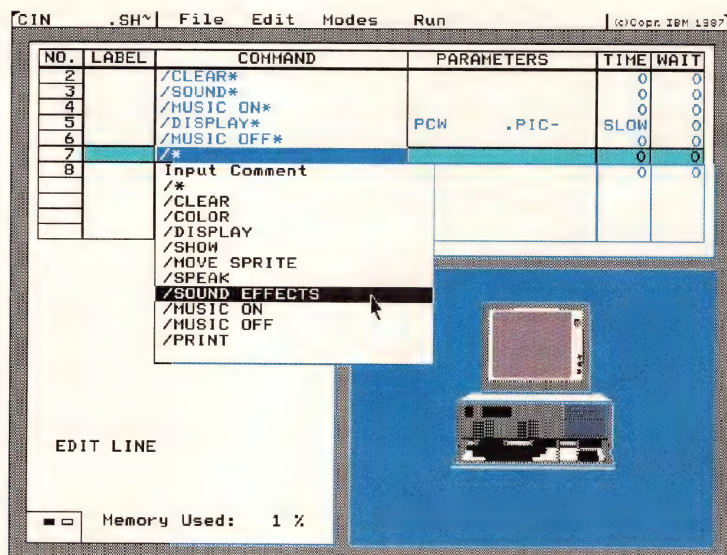 CIN .SH~ File Edit Modes Run (c)Copr. IBM 1987
NO. LABEL COMMAND PARAMETERS TIME WAIT
2 /CLEAR* 0 0
3 /SOUND* 0 0
4 /MUSIC ON* 0 0
5 /DISPLAY* PCW .PIC- SLOW 0
6 /MUSIC OFF* 0 0
7 /* 0 0
8 0 0
Input Comment
/*
/CLEAR
/COLOR
/DISPLAY
/SHOW
/MOVE SPRITE
/SPEAK
/SOUND EFFECTS
/MUSIC ON
/MUSIC OFF
/PRINT
EDIT LINE
Memory Used: 1 %